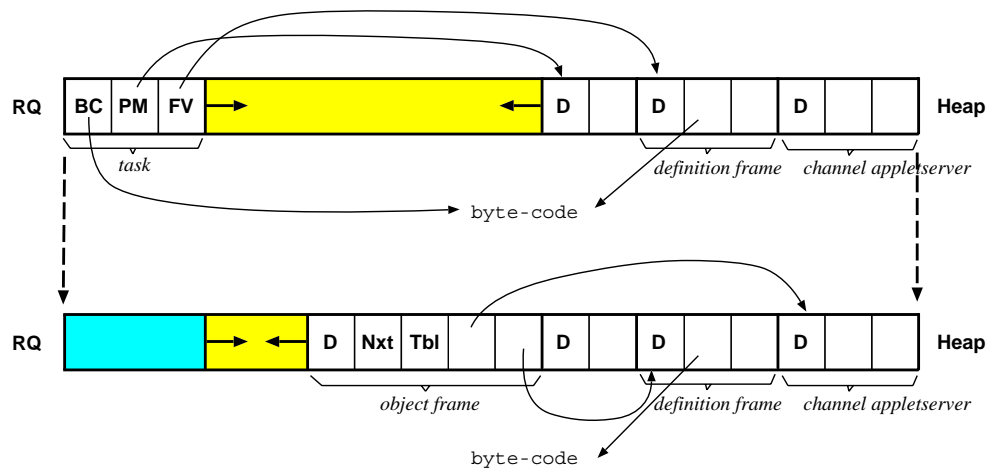 RQ BC PM FV D D D Heap
task definition frame channel appletserver
byte-code
RQ D Nxt Tbl D D D Heap
object frame definition frame channel appletserver
byte-code